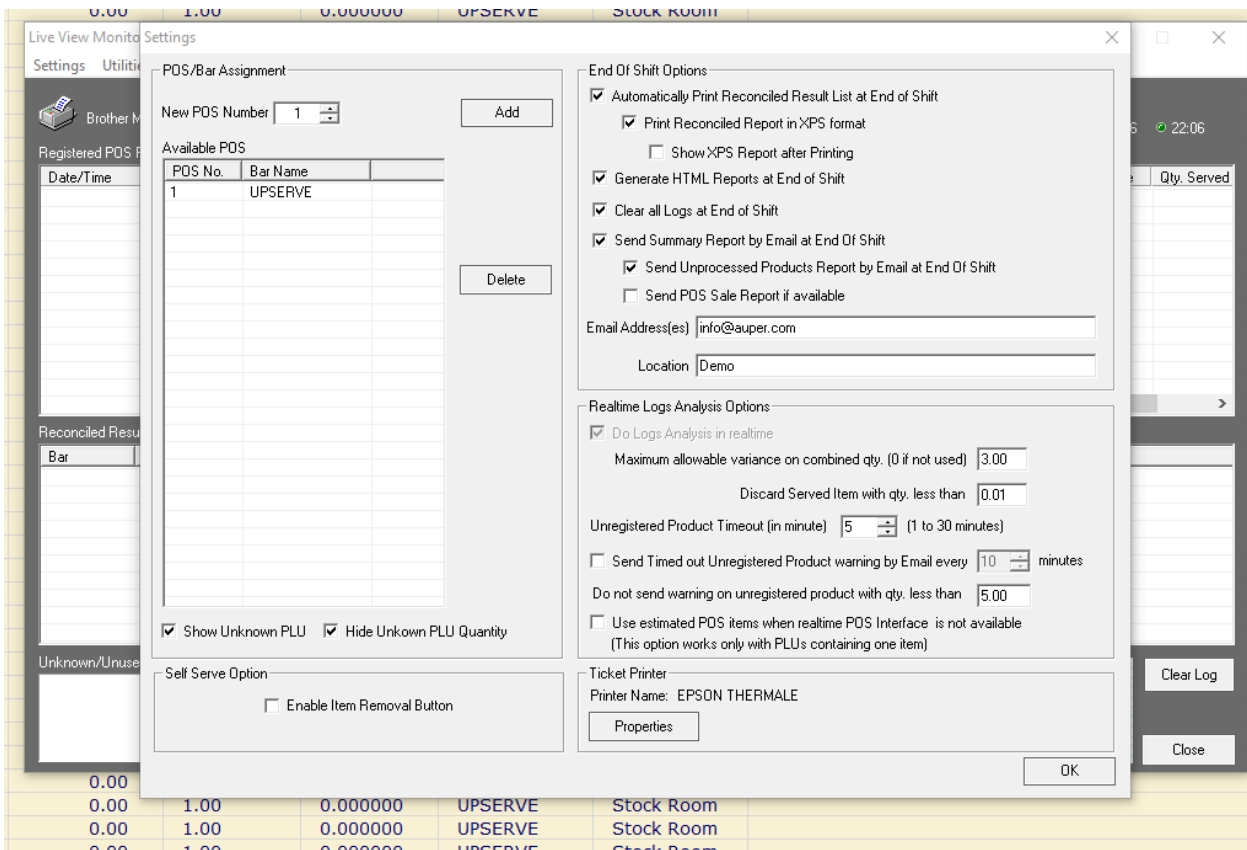 0.00 1.00 0.000000 UPSERVE Stock Room
Live View Monito
Settings Utiliti
Brother M
22:06
Registered POS
Date/Time
Qty. Served
Reconciled Resu
Bar
Unknown/Unuse
Clear Log
Close
Settings
POS/Bar Assignment
New POS Number 1
Add
Available POS
POS No. Bar Name
1 UPSERVE
Delete
Show Unknown PLU Hide Unkown PLU Quantity
Self Serve Option
Enable Item Removal Button
End Of Shift Options
Automatically Print Reconciled Result List at End of Shift
Print Reconciled Report in XPS format
Show XPS Report after Printing
Generate HTML Reports at End of Shift
Clear all Logs at End of Shift
Send Summary Report by Email at End Of Shift
Send Unprocessed Products Report by Email at End Of Shift
Send POS Sale Report if available
Email Address(es) info@auper.com
Location Demo
Realtime Logs Analysis Options
Do Logs Analysis in realtime
Maximum allowable variance on combined qty. (0 if not used) 3.00
Discard Served Item with qty. less than 0.01
Unregistered Product Timeout (in minute) 5 (1 to 30 minutes)
Send Timed out Unregistered Product warning by Email every 10 minutes
Do not send warning on unregistered product with qty. less than 5.00
Use estimated POS items when realtime POS Interface is not available
(This option works only with PLUs containing one item)
Ticket Printer
Printer Name: EPSON THERMALE
Properties
OK
0.00
0.00 1.00 0.000000 UPSERVE Stock Room
0.00 1.00 0.000000 UPSERVE Stock Room
0.00 1.00 0.000000 UPSERVE Stock Room